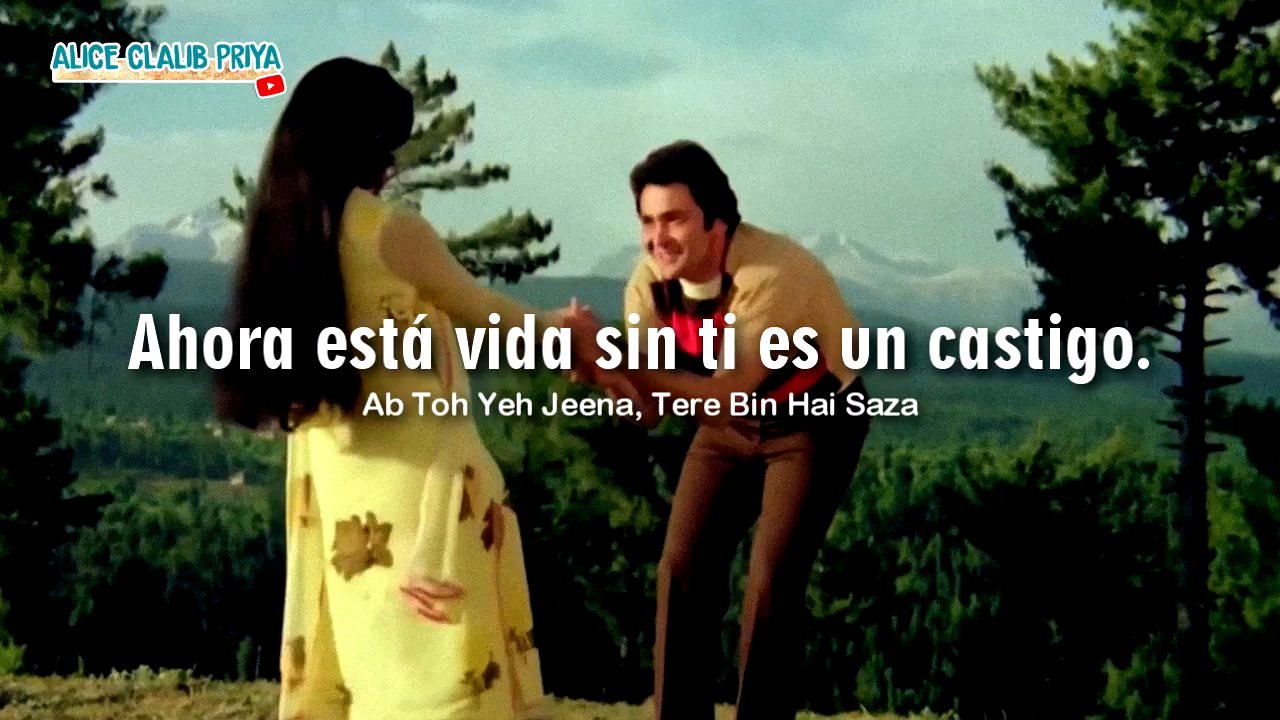 ALICE CLALIB PRIYA
Ahora está vida sin ti es un castigo.
Ab Toh Yeh Jeena, Tere Bin Hai Saza